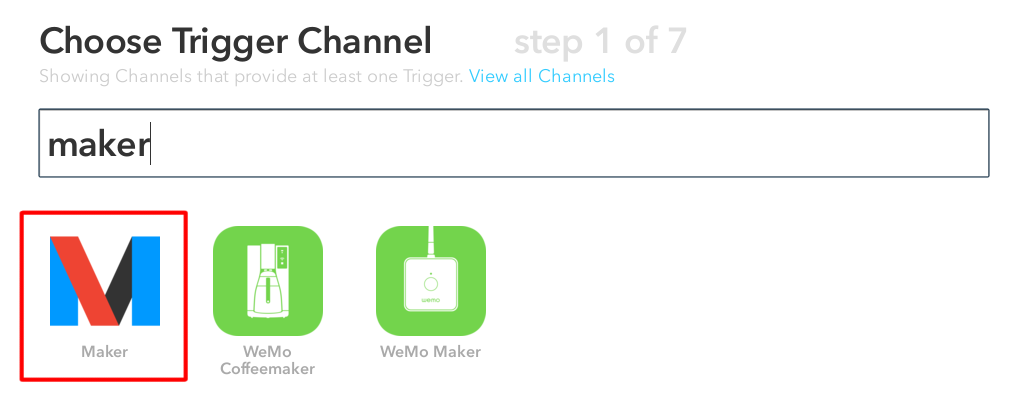 Choose Trigger Channel step 1 of 7
Showing Channels that provide at least one Trigger. View all Channels
maker
wemo
Maker
WeMo
Coffeemaker
WeMo Maker